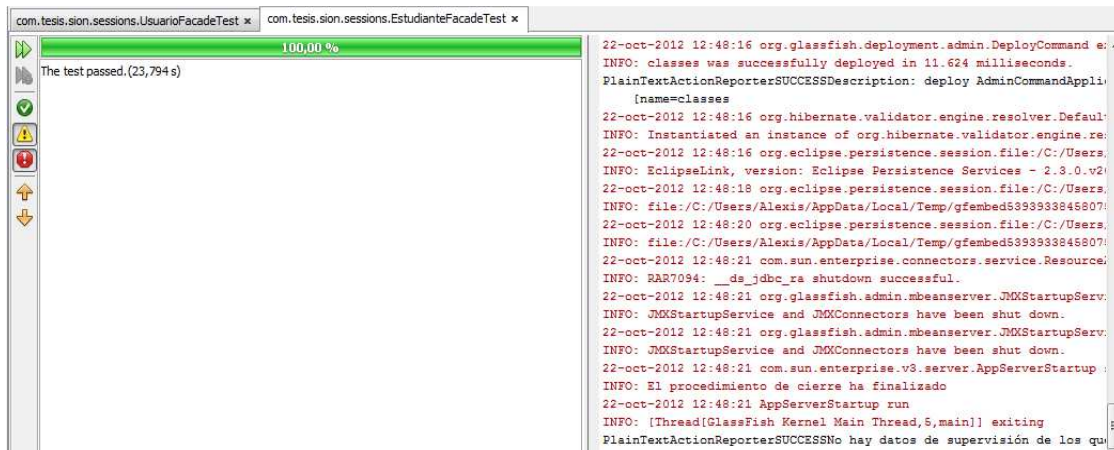 com.tesis.sion.sessions.UsuarioFacadeTest × com.tesis.sion.sessions.EstudianteFacadeTest ×
100,00 %
The test passed.(23,794 s)
22-oct-2012 12:48:16 org.glassfish.deployment.admin.DeployCommand
INFO: classes was successfully deployed in 11.624 milliseconds.
PlainTextActionReporterSUCCESSDescription: deploy AdminCommandApplic
[name=classes
22-oct-2012 12:48:16 org.hibernate.validator.engine.resolver.Defaul
INFO: Instantiated an instance of org.hibernate.validator.engine.re
22-oct-2012 12:48:16 org.eclipse.persistence.session.file:/C:/Users
INFO: EclipseLink, version: Eclipse Persistence Services - 2.3.0.v2
22-oct-2012 12:48:18 org.eclipse.persistence.session.file:/C:/Users
INFO: file:/C:/Users/Alexis/AppData/Local/Temp/gfembed5393933845807
22-oct-2012 12:48:20 org.eclipse.persistence.session.file:/C:/Users
INFO: file:/C:/Users/Alexis/AppData/Local/Temp/gfembed5393933845807
22-oct-2012 12:48:21 com.sun.enterprise.connectors.service.Resource
INFO: RAR7094: __ds_jdbc_ra shutdown successful.
22-oct-2012 12:48:21 org.glassfish.admin.mbeanserver.JMXStartupServ
INFO: JMXStartupService and JMXConnectors have been shut down.
22-oct-2012 12:48:21 org.glassfish.admin.mbeanserver.JMXStartupServ
INFO: JMXStartupService and JMXConnectors have been shut down.
22-oct-2012 12:48:21 com.sun.enterprise.v3.server.AppServerStartup
INFO: El procedimiento de cierre ha finalizado
22-oct-2012 12:48:21 AppServerStartup run
INFO: [Thread[GlassFish Kernel Main Thread,5,main]] exiting
PlainTextActionReporterSUCCESSNo hay datos de supervisión de los qu